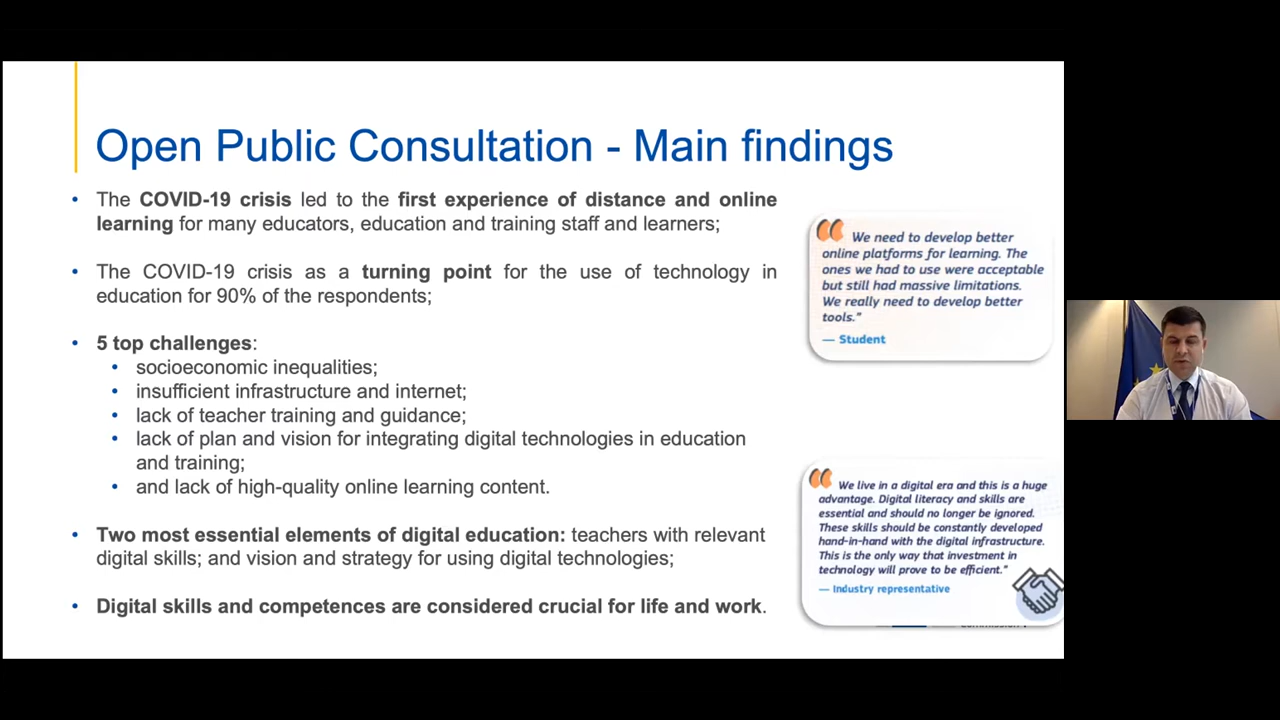 Open Public Consultation - Main findings
• The COVID-19 crisis led to the first experience of distance and online
learning for many educators, education and training staff and learners;
• The COVID-19 crisis as a turning point for the use of technology in
education for 90% of the respondents;
• 5 top challenges:
• socioeconomic inequalities;
• insufficient infrastructure and internet;
• lack of teacher training and guidance;
• lack of plan and vision for integrating digital technologies in education
and training;
• and lack of high-quality online learning content.
• Two most essential elements of digital education: teachers with relevant
digital skills; and vision and strategy for using digital technologies;
• Digital skills and competences are considered crucial for life and work.
“ We need to develop better
online platforms for learning. The
ones we had to use were acceptable
but still had massive limitations.
We really need to develop better
tools.”
— Student
“ We live in a digital era and this is a huge
advantage. Digital literacy and skills are
essential and should no longer be ignored.
These skills should be constantly developed
hand-in-hand with the digital infrastructure.
This is the only way that investment in
technology will prove to be efficient.”
— Industry representative